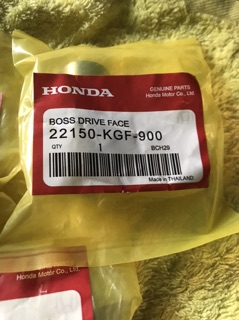 HONDA
GENUINE PARTS
Honda Motor Co., Ltd.
BOSS DRIVE FACE
22150-KGF-900
QTY 1 BCH29
Made in THAILAND
Honda Motor Co., Ltd.